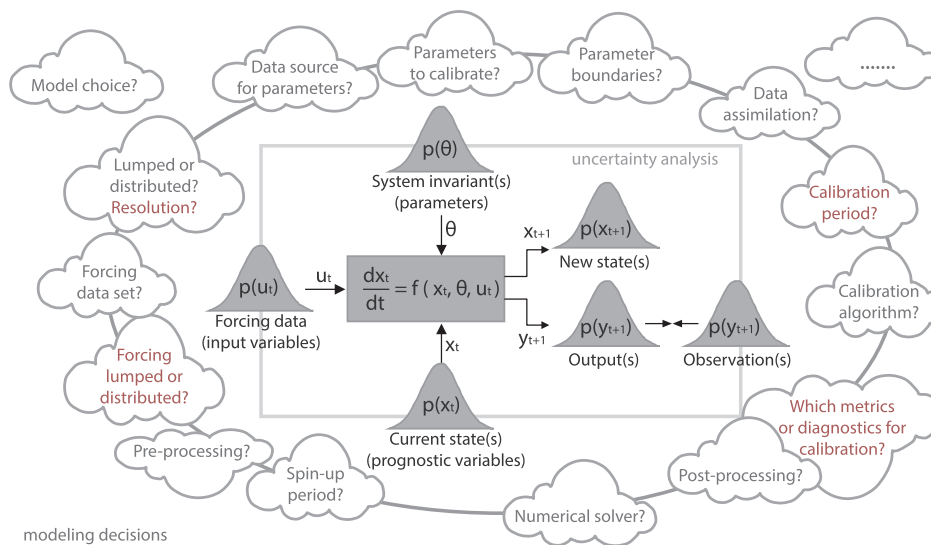 Model choice?
Data source
for parameters?
Parameters
to calibrate?
Parameter
boundaries?
.......
Data
assimilation?
Lumped or
distributed?
Resolution?
uncertainty analysis
p(θ)
System invariant(s)
(parameters)
θ
Calibration
period?
xt+1
p(xt+1)
New state(s)
Forcing
data set?
p(ut)
Forcing data
(input variables)
ut
dxt
dt
= f ( xt, θ, ut )
yt+1
p(yt+1)
Output(s)
p(yt+1)
Observation(s)
Calibration
algorithm?
xt
p(xt)
Current state(s)
(prognostic variables)
Forcing
lumped or
distributed?
Which metrics
or diagnostics for
calibration?
Pre-processing?
Spin-up
period?
Numerical solver?
Post-processing?
modeling decisions